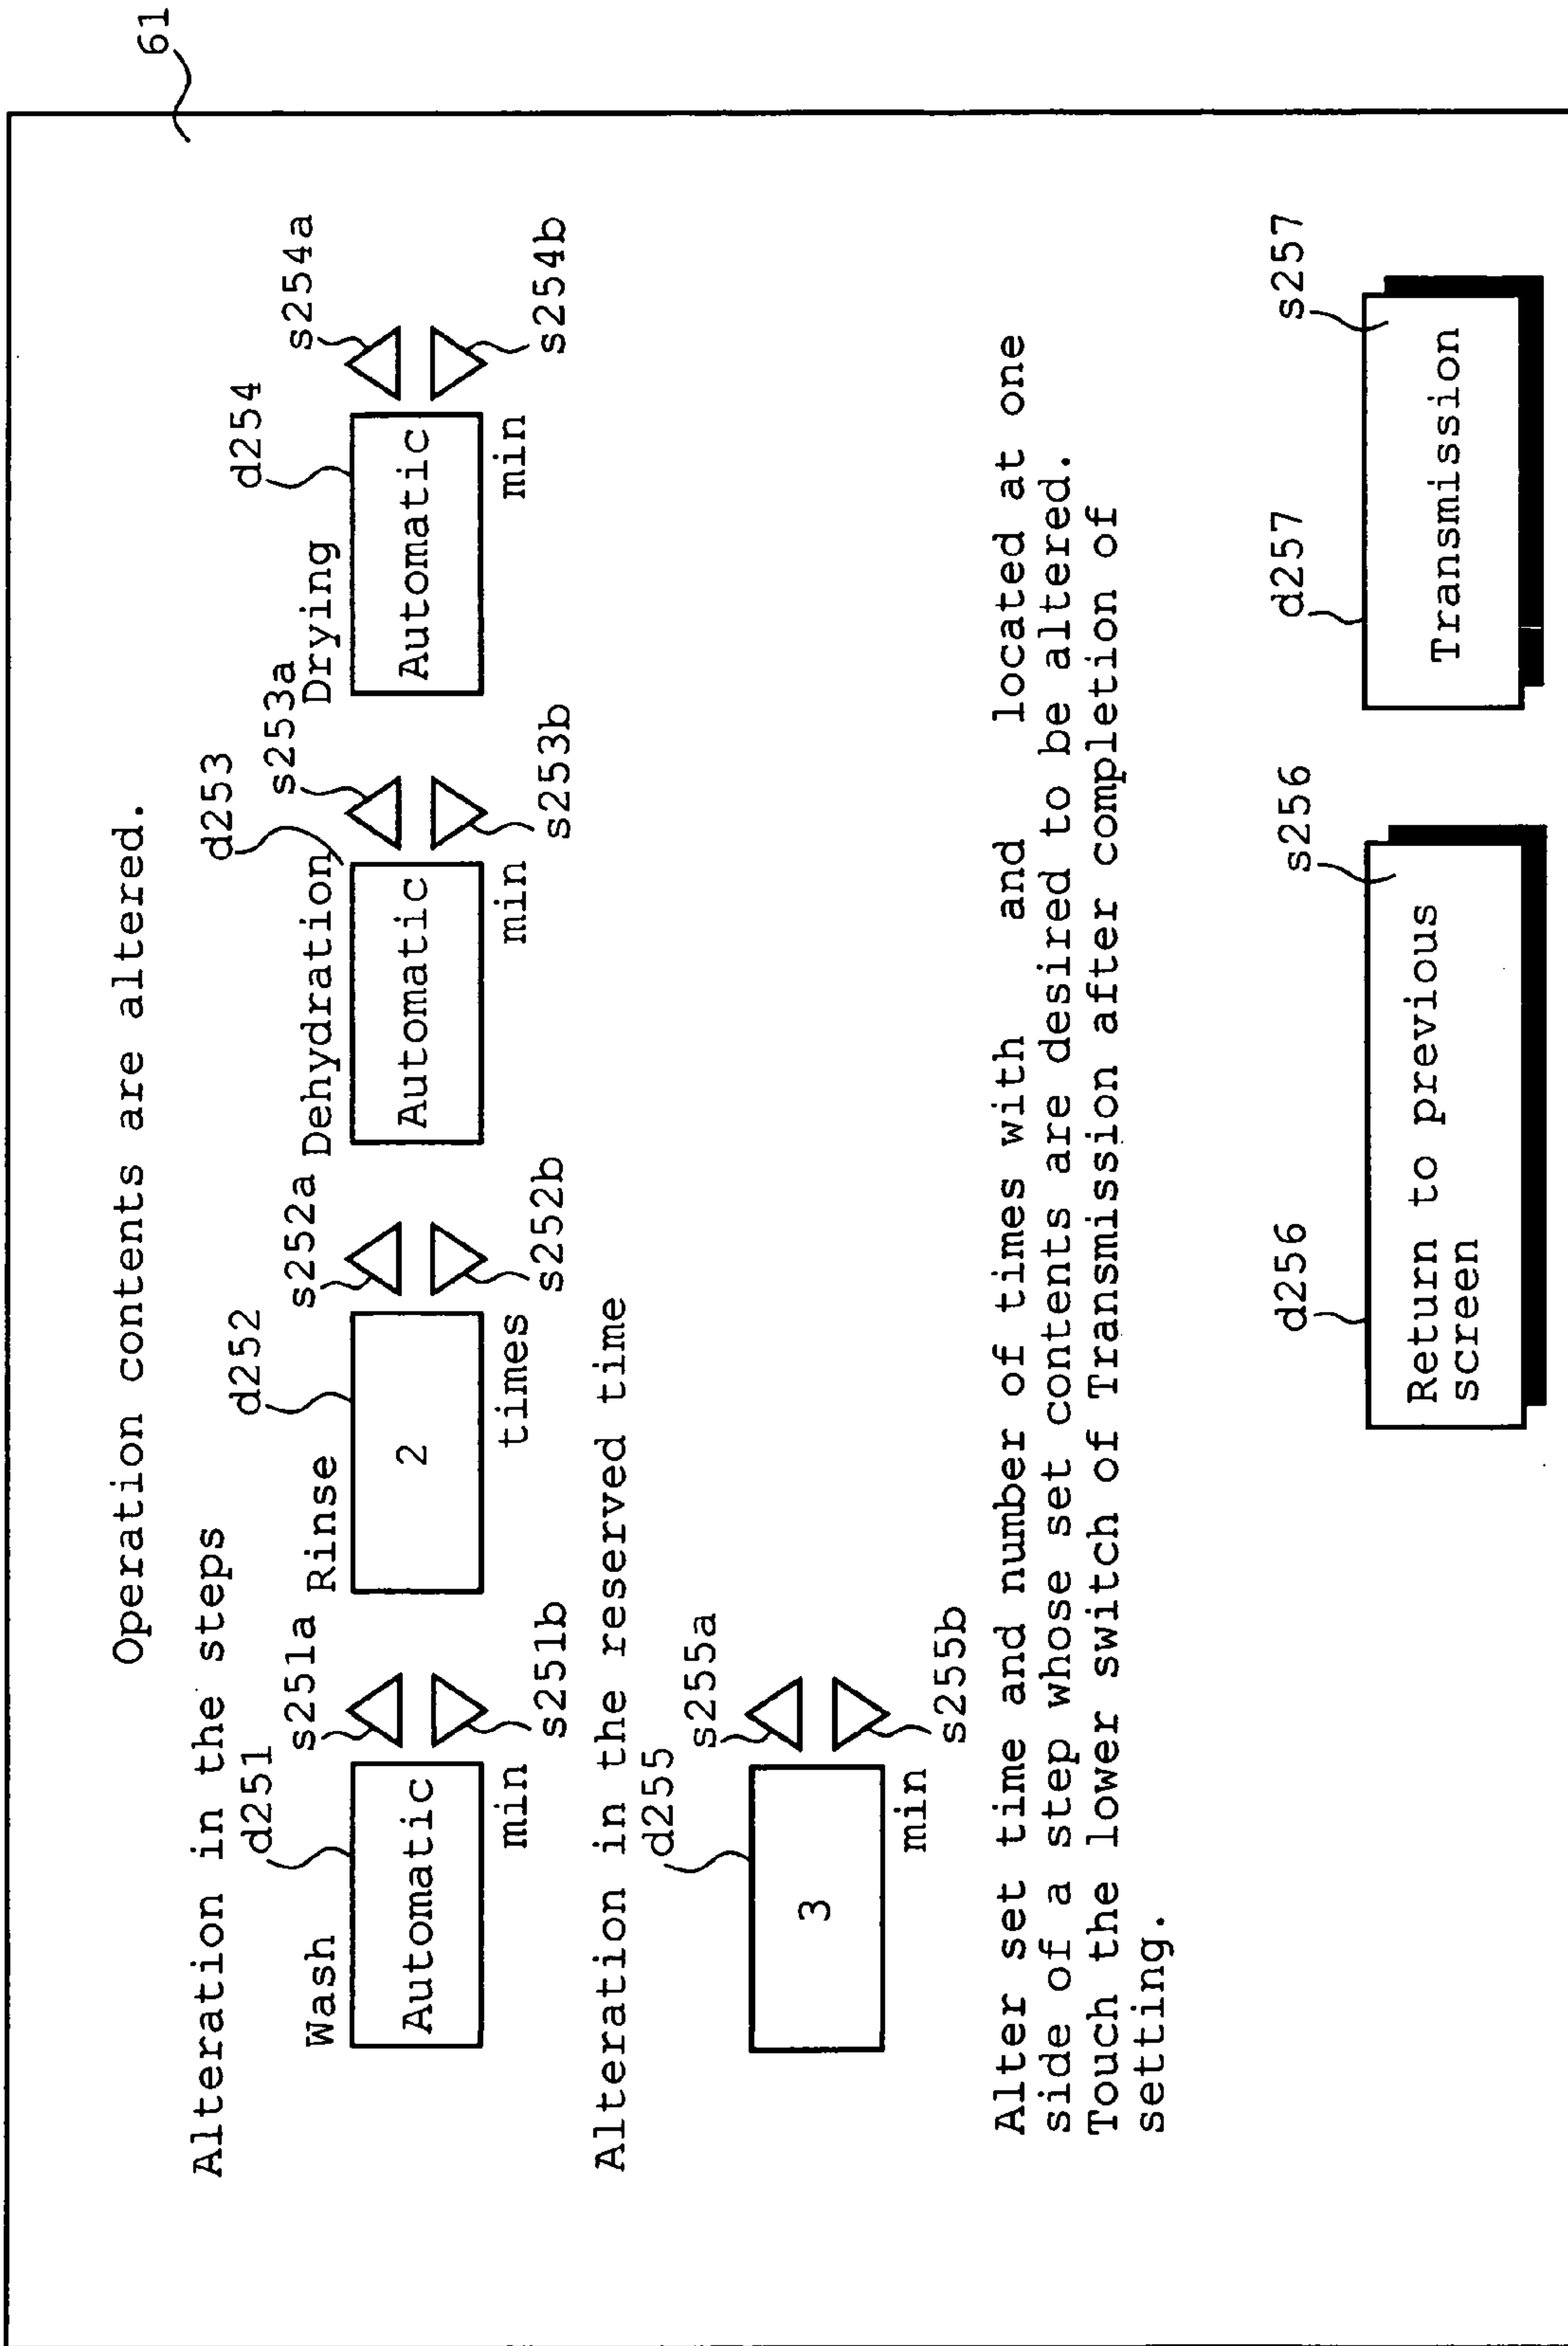 61
Operation contents are altered.
Alteration in the steps
d251 s251a d252 s252a d253 s253a d254 s254a
Wash Rinse Dehydration Drying
Automatic 2 Automatic Automatic
min times min min
s251b s252b s253b s254b
Alteration in the reserved time
d255 s255a
3
min
s255b
Alter set time and number of times with and located at one
side of a step whose set contents are desired to be altered.
Touch the lower switch of Transmission after completion of
setting.
d256 s256 d257 s257
Return to previous
screen
Transmission